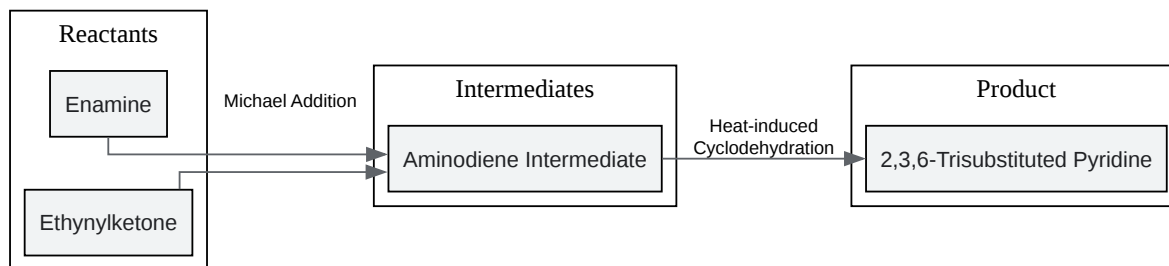 Reactants
Enamine
Ethynylketone
Michael Addition
Intermediates
Aminodiene Intermediate
Heat-induced
Cyclodehydration
Product
2,3,6-Trisubstituted Pyridine